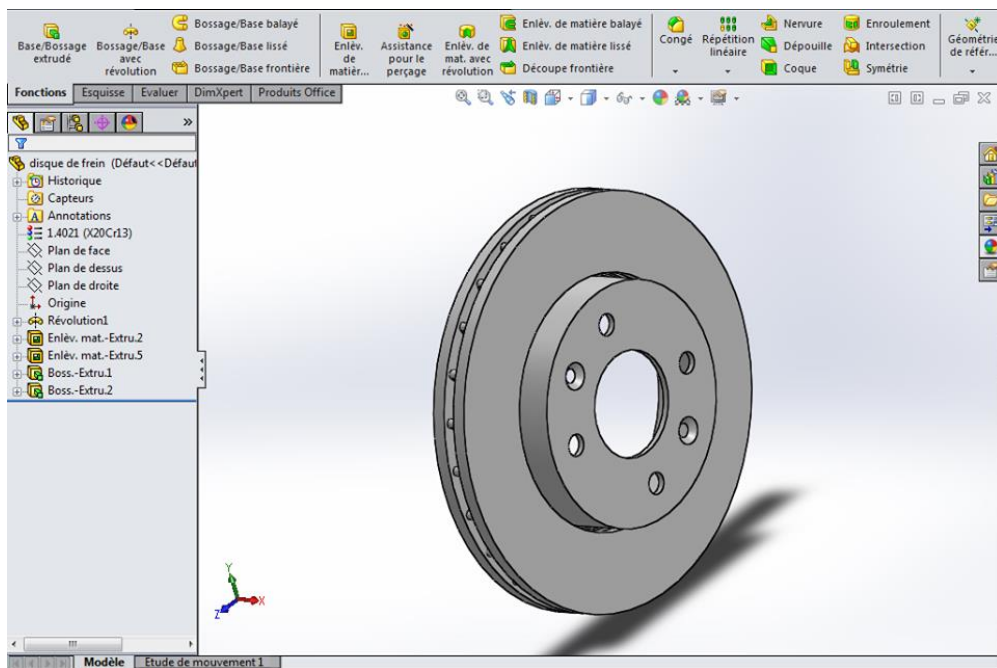 Base/Bossage extrudé
Bossage/Base avec révolution
Bossage/Base balayé
Bossage/Base lissé
Bossage/Base frontière
Enlèv. de matièr...
Assistance pour le perçage
Enlèv. de mat. avec révolution
Enlèv. de matière balayé
Enlèv. de matière lissé
Découpe frontière
Congé
Répétition linéaire
Nervure
Dépouille
Coque
Enroulement
Intersection
Symétrie
Géométrie de référ...
Fonctions
Esquisse
Evaluer
DimXpert
Produits Office
»
disque de frein (Défaut<<Défaut
Historique
Capteurs
A Annotations
1.4021 (X20Cr13)
Plan de face
Plan de dessus
Plan de droite
Origine
Révolution1
Enlèv. mat.-Extru.2
Enlèv. mat.-Extru.5
Boss.-Extru.1
Boss.-Extru.2
Y
X
Z
Modèle
Etude de mouvement 1